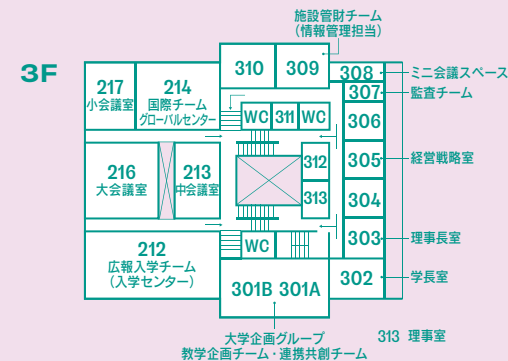 施設管財チーム
（情報管理担当）
3F
217
小会議室
214
国際チーム
グローバルセンター
310
309
308
ミニ会議スペース
307
監査チーム
WC
311
WC
306
216
大会議室
213
中会議室
312
313
305
経営戦略室
304
212
広報入学チーム
（入学センター）
WC
303
理事長室
302
学長室
301B 301A
大学企画グループ
教学企画チーム・連携共創チーム
313 理事室